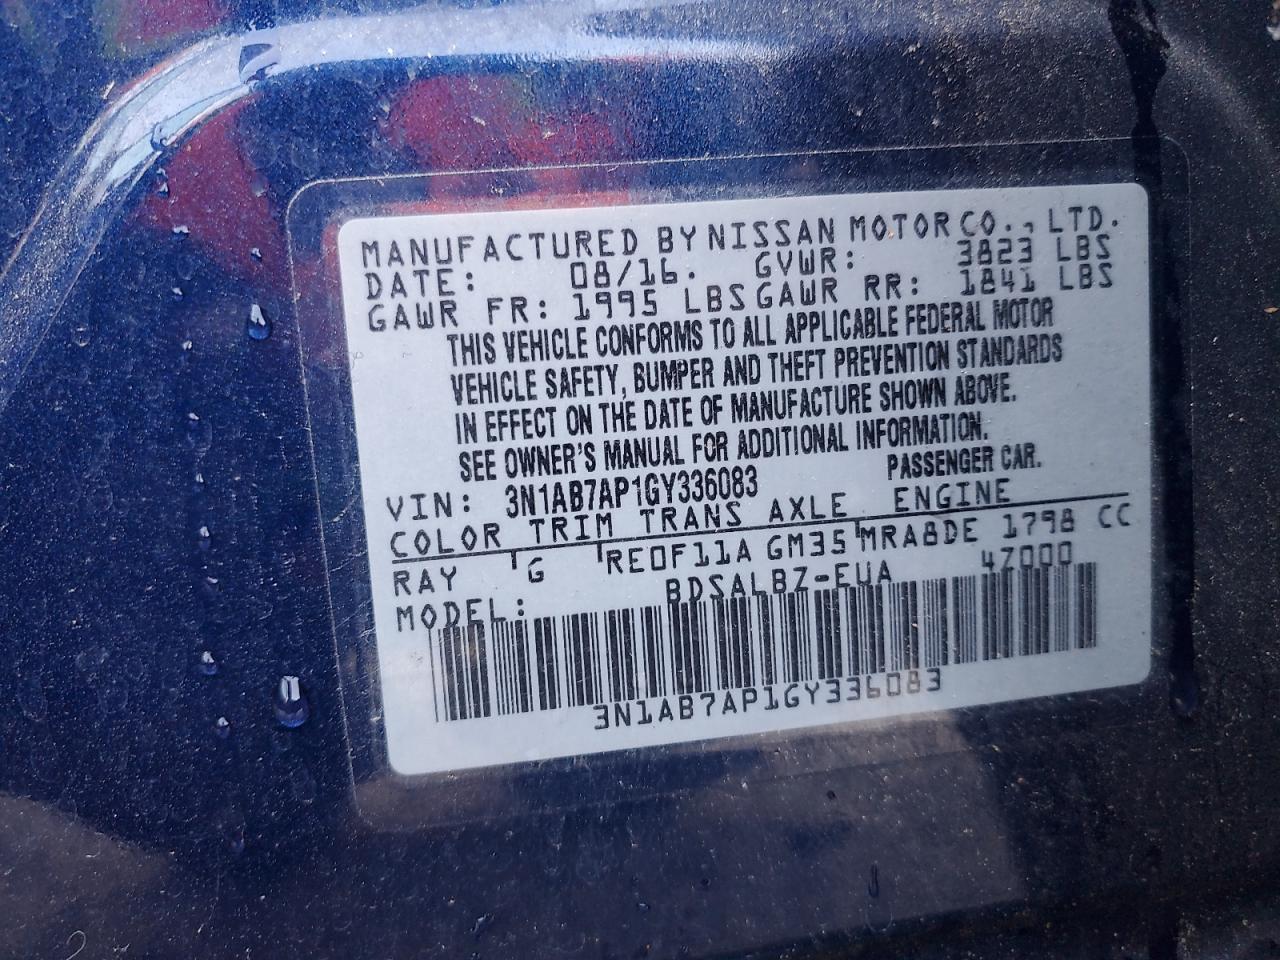 MANUFACTURED BY NISSAN MOTOR CO., LTD.
DATE: 08/16. GVWR: 3823 LBS
GAWR FR: 1995 LBS GAWR RR: 1841 LBS
THIS VEHICLE CONFORMS TO ALL APPLICABLE FEDERAL MOTOR
VEHICLE SAFETY, BUMPER AND THEFT PREVENTION STANDARDS
IN EFFECT ON THE DATE OF MANUFACTURE SHOWN ABOVE.
SEE OWNER'S MANUAL FOR ADDITIONAL INFORMATION.
VIN: 3N1AB7AP1GY336083 PASSENGER CAR.
COLOR TRIM TRANS AXLE ENGINE
RAY G RE0F11A GM35 MRA8DE 1798 CC
MODEL: BDSALBZ-EUA 4Z000
3N1AB7AP1GY336083